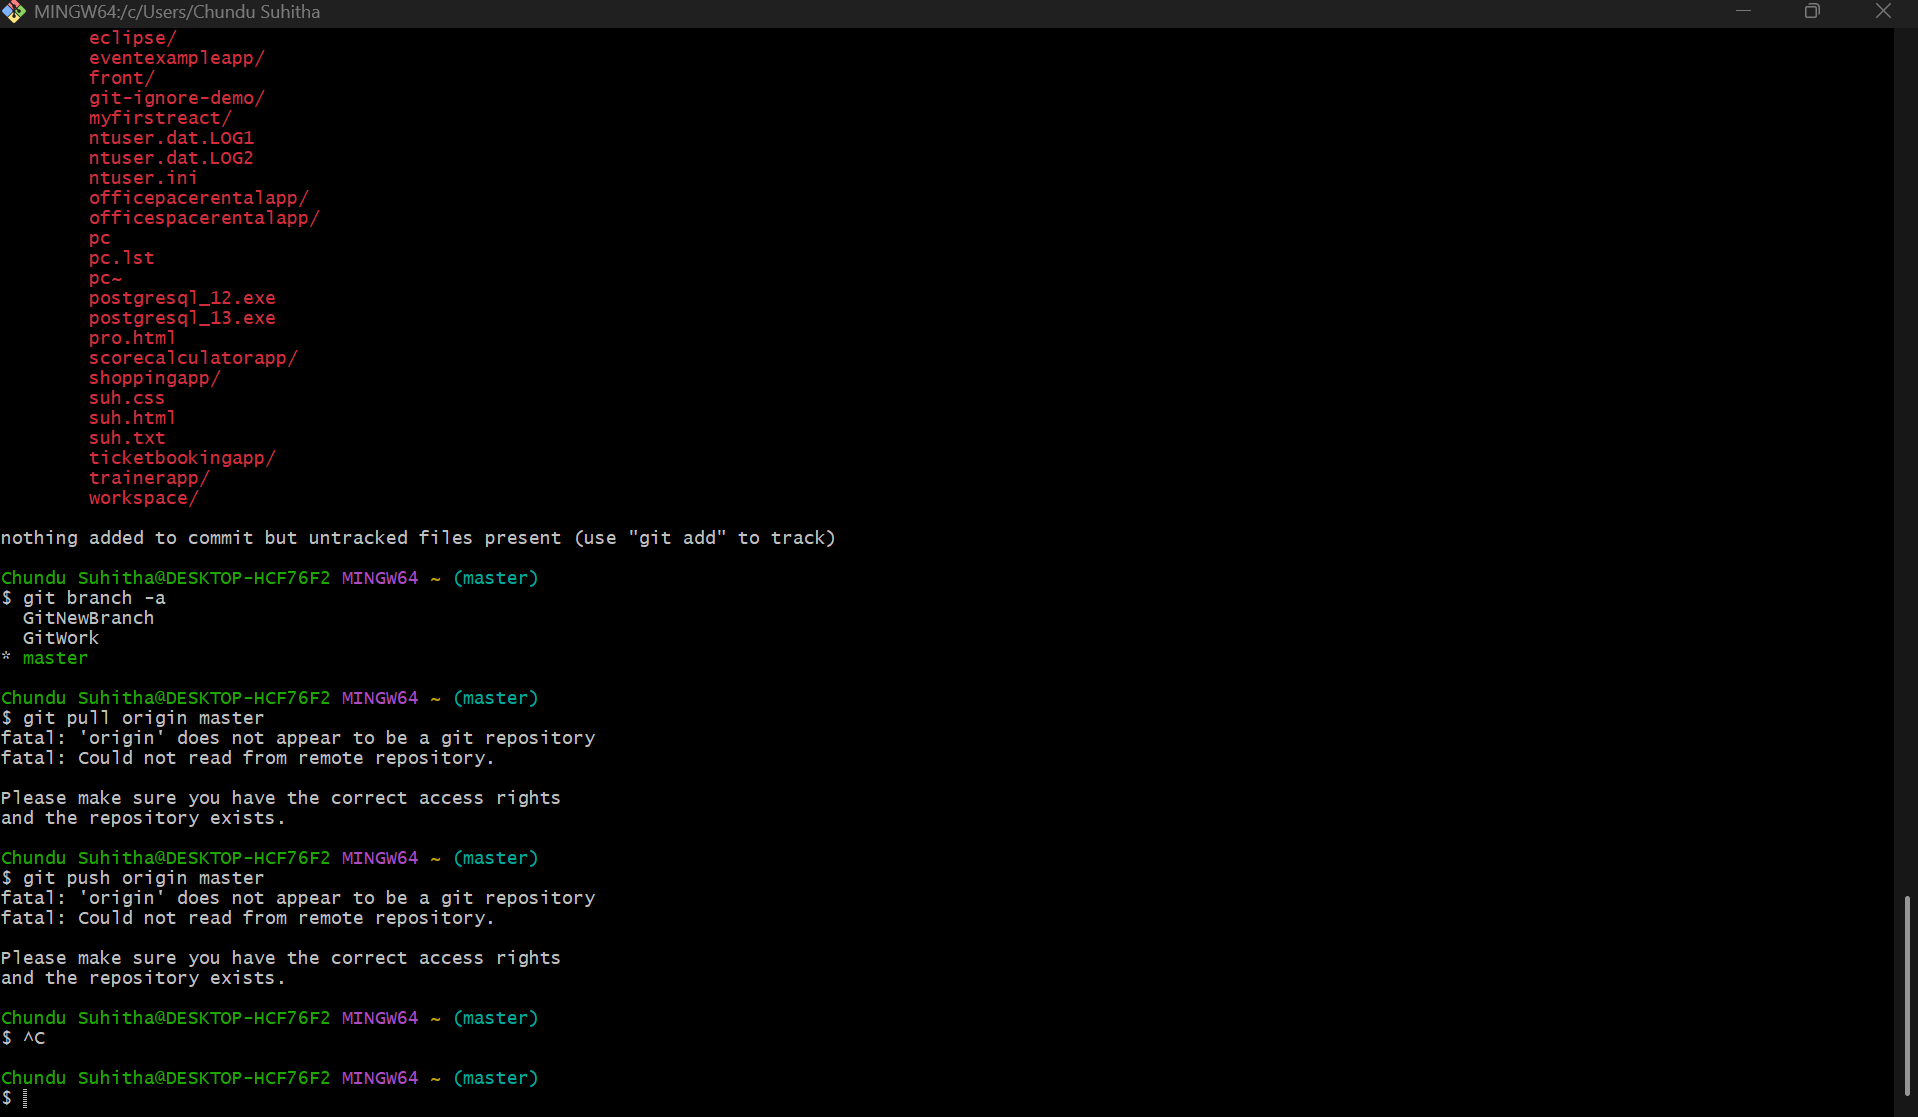 MINGW64:/c/Users/Chundu Suhitha
eclipse/
eventexampleapp/
front/
git-ignore-demo/
myfirstreact/
ntuser.dat.LOG1
ntuser.dat.LOG2
ntuser.ini
officepacerentalapp/
officespacerentalapp/
pc
pc.lst
pc~
postgresql_12.exe
postgresql_13.exe
pro.html
scorecalculatorapp/
shoppingapp/
suh.css
suh.html
suh.txt
ticketbookingapp/
trainerapp/
workspace/
nothing added to commit but untracked files present (use "git add" to track)
Chundu Suhitha@DESKTOP-HCF76F2 MINGW64 ~ (master)
$ git branch -a
GitNewBranch
GitWork
* master
Chundu Suhitha@DESKTOP-HCF76F2 MINGW64 ~ (master)
$ git pull origin master
fatal: 'origin' does not appear to be a git repository
fatal: Could not read from remote repository.
Please make sure you have the correct access rights
and the repository exists.
Chundu Suhitha@DESKTOP-HCF76F2 MINGW64 ~ (master)
$ git push origin master
fatal: 'origin' does not appear to be a git repository
fatal: Could not read from remote repository.
Please make sure you have the correct access rights
and the repository exists.
Chundu Suhitha@DESKTOP-HCF76F2 MINGW64 ~ (master)
$ ^C
Chundu Suhitha@DESKTOP-HCF76F2 MINGW64 ~ (master)
$